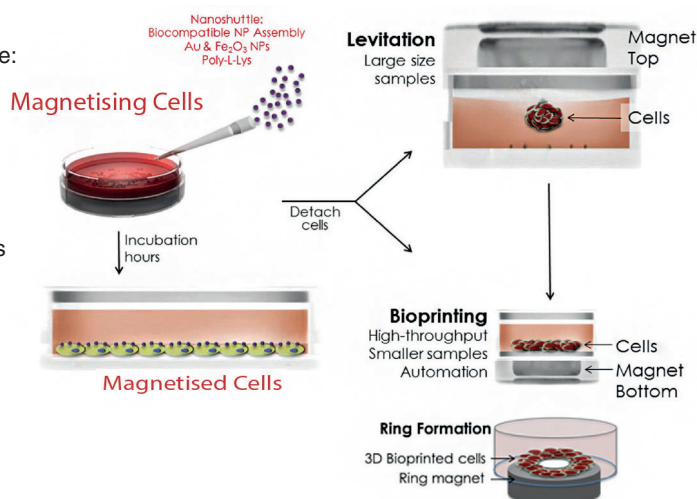 Nanoshuttle:
Biocompatible NP Assembly
Au & Fe₂O₃ NPs
Poly-L-Lys
e:
Magnetising Cells
Incubation
hours
s
Magnetised Cells
Detach
cells
Levitation
Large size
samples
Magnet
Top
Cells
Bioprinting
High-throughput
Smaller samples
Automation
Cells
Magnet
Bottom
Ring Formation
3D Bioprinted cells
Ring magnet